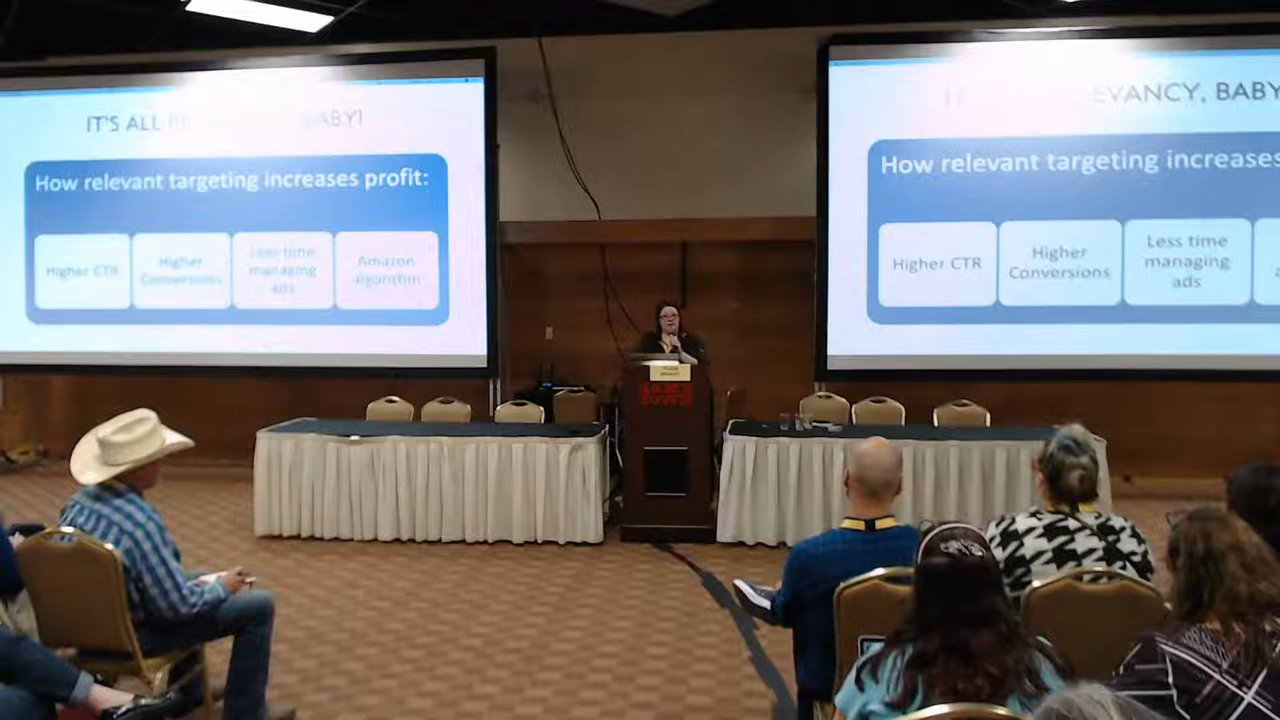 IT'S ALL BABY!
How relevant targeting increases profit:
Higher CTR
Higher
Conversions
Less time
managing
ads
Amazon
algorithm
EVANCY, BABY
How relevant targeting increases
Higher CTR
Higher
Conversions
Less time
managing
ads